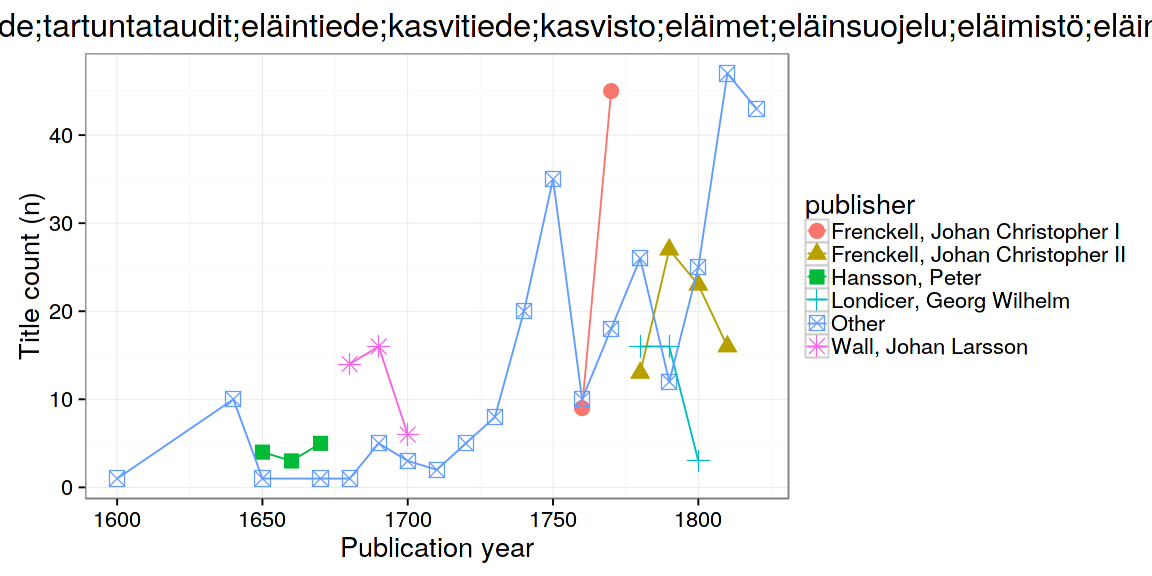 de;tartuntataudit;eläintiede;kasvitiede;kasvisto;eläimet;eläinsuojelu;eläimistö;eläin
Title count (n)
40
30
20
10
0
1600 1650 1700 1750 1800
Publication year
publisher
Frenckell, Johan Christopher I
Frenckell, Johan Christopher II
Hansson, Peter
Londicer, Georg Wilhelm
Other
Wall, Johan Larsson